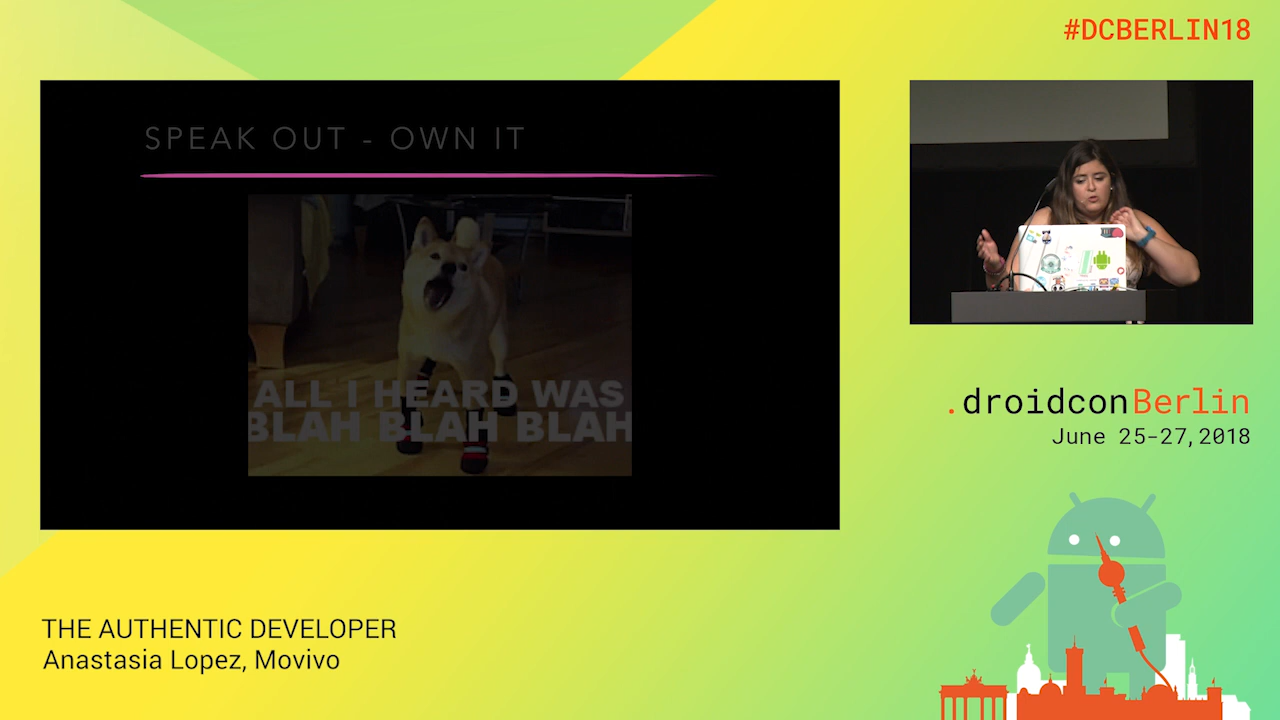 #DCBERLIN18
SPEAK OUT - OWN IT
ALL I HEARD WAS
BLAH BLAH BLAH
.droidconBerlin
June 25-27, 2018
THE AUTHENTIC DEVELOPER
Anastasia Lopez, Movivo